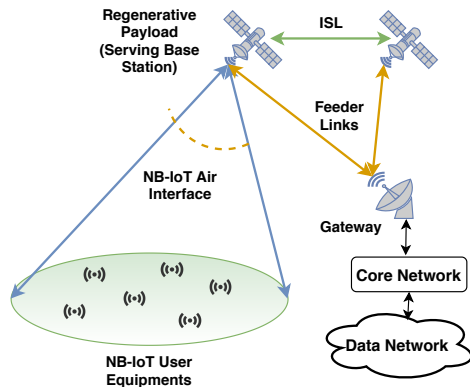 Regenerative
Payload
(Serving Base
Station)
ISL
Feeder
Links
NB-IoT Air
Interface
Gateway
Core Network
Data Network
NB-IoT User
Equipments